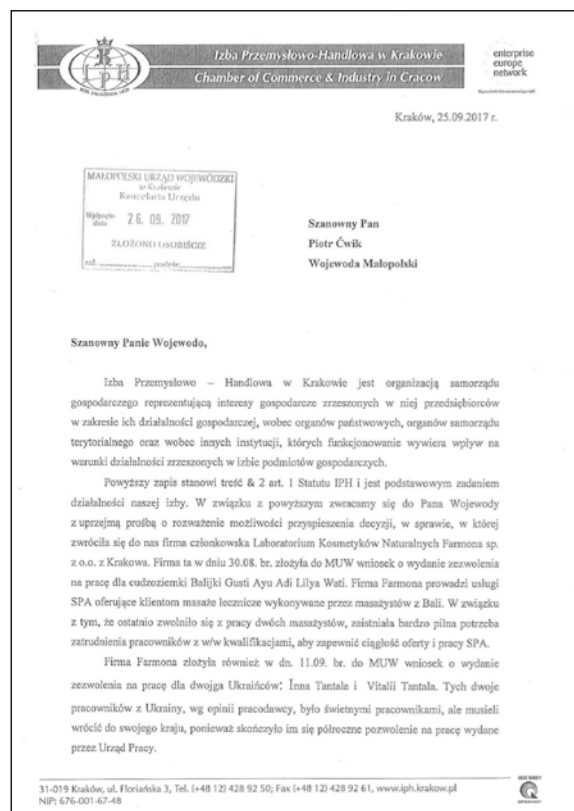 Izba Przemysłowo-Handlowa w Krakowie
Chamber of Commerce & Industry in Cracow
enterprise
europe
network
Kraków, 25.09.2017 r.
MAŁOPOLSKI URZĄD WOJEWÓDZKI
w Krakowie
Kancelaria Urzędu
Wpłynęło
data 26. 09. 2017
ZŁOŻONO OSOBIŚCIE
zał. podpis
Szanowny Pan
Piotr Ćwik
Wojewoda Małopolski
Szanowny Panie Wojewodo,
Izba Przemysłowo – Handlowa w Krakowie jest organizacją samorządu
gospodarczego reprezentującą interesy gospodarcze zrzeszonych w niej przedsiębiorców
w zakresie ich działalności gospodarczej, wobec organów państwowych, organów samorządu
terytorialnego oraz wobec innych instytucji, których funkcjonowanie wywiera wpływ na
warunki działalności zrzeszonych w izbie podmiotów gospodarczych.
Powyższy zapis stanowi treść & 2 art. 1 Statutu IPH i jest podstawowym zadaniem
działalności naszej izby. W związku z powyższym zwracamy się do Pana Wojewody
z uprzejmą prośbą o rozważenie możliwości przyspieszenia decyzji, w sprawie, w której
zwróciła się do nas firma członkowska Laboratorium Kosmetyków Naturalnych Farmona sp.
z o.o. z Krakowa. Firma ta w dniu 30.08. br. złożyła do MUW wniosek o wydanie zezwolenia
na pracę dla cudzoziemki Balijki Gusti Ayu Adi Lilya Wati. Firma Farmona prowadzi usługi
SPA oferujące klientom masaże lecznicze wykonywane przez masażystów z Bali. W związku
z tym, że ostatnio zwolniło się z pracy dwóch masażystów, zaistniała bardzo pilna potrzeba
zatrudnienia pracowników z w/w kwalifikacjami, aby zapewnić ciągłość oferty i pracy SPA.
Firma Farmona złożyła również w dn. 11.09. br. do MUW wniosek o wydanie
zezwolenia na pracę dla dwojga Ukraińców: Inna Tantala i Vitalii Tantala. Tych dwoje
pracowników z Ukrainy, wg opinii pracodawcy, było świetnymi pracownikami, ale musieli
wrócić do swojego kraju, ponieważ skończyło im się półroczne pozwolenie na pracę wydane
przez Urząd Pracy.
31-019 Kraków, ul. Floriańska 3, Tel. (+48 12) 428 92 50; Fax (+48 12) 428 92 61, www.iph.krakow.pl
NIP: 676-001-67-48
ISO 9001